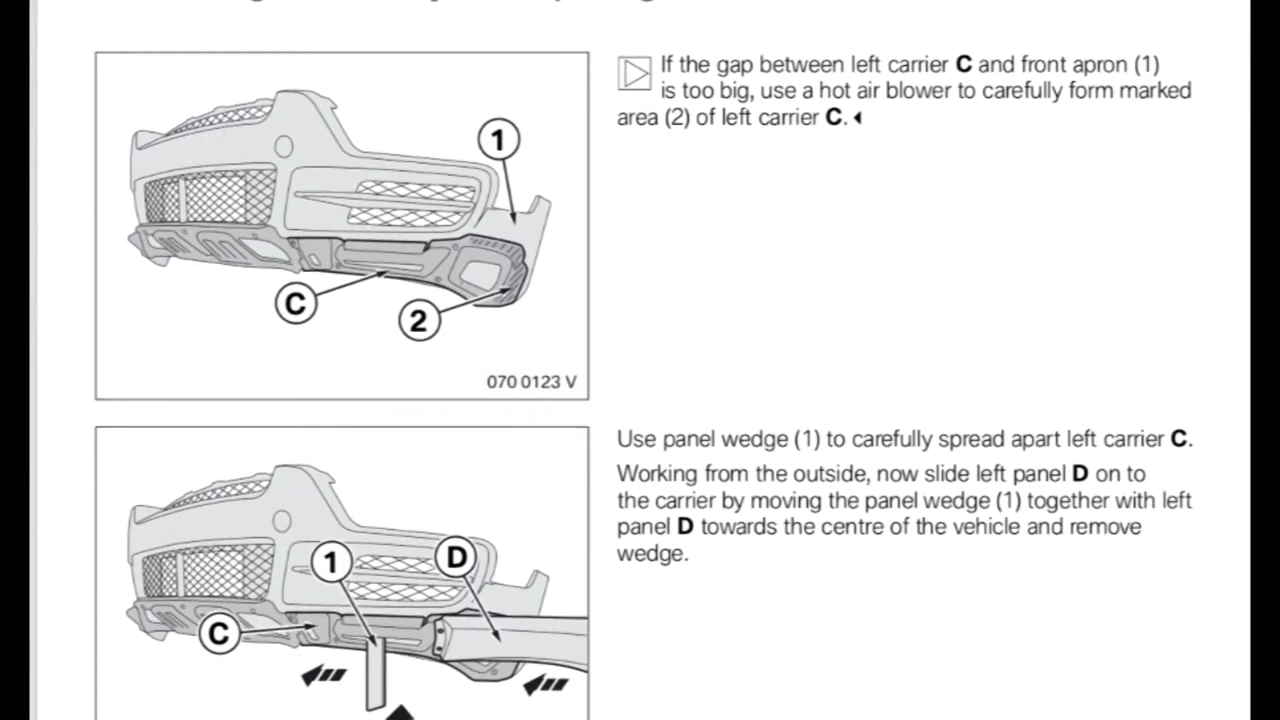 If the gap between left carrier C and front apron (1)
is too big, use a hot air blower to carefully form marked
area (2) of left carrier C.
1
C
2
070 0123 V
Use panel wedge (1) to carefully spread apart left carrier C.
Working from the outside, now slide left panel D on to
the carrier by moving the panel wedge (1) together with left
panel D towards the centre of the vehicle and remove
wedge.
1
D
C